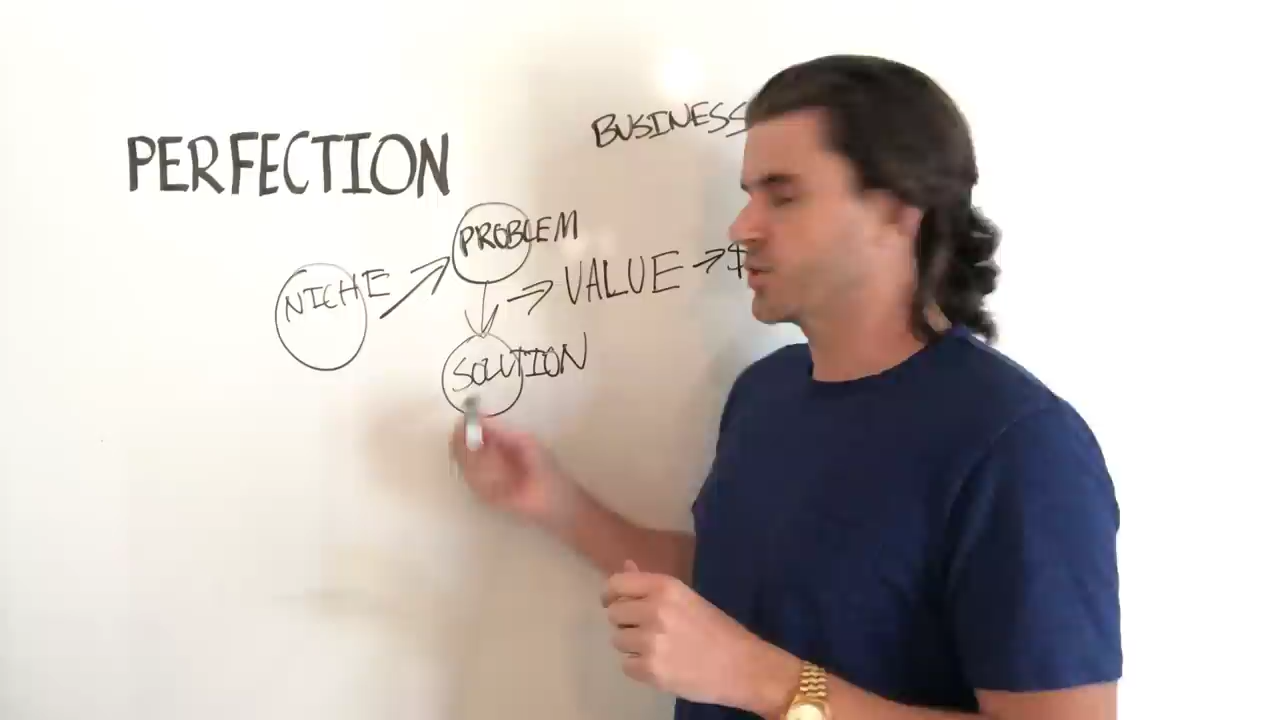 BUSINESS
PERFECTION
PROBLEM
NICHE
VALUE
$
SOLUTION